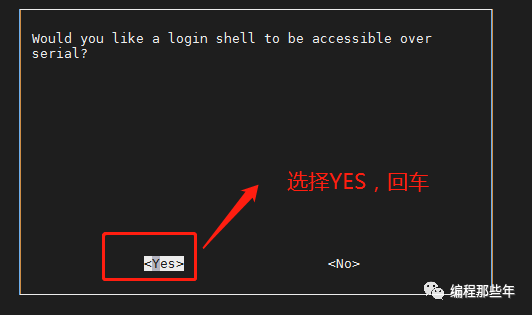 Would you like a login shell to be accessible over
serial?
选择YES，回车
<Yes>
<No>
编程那些年